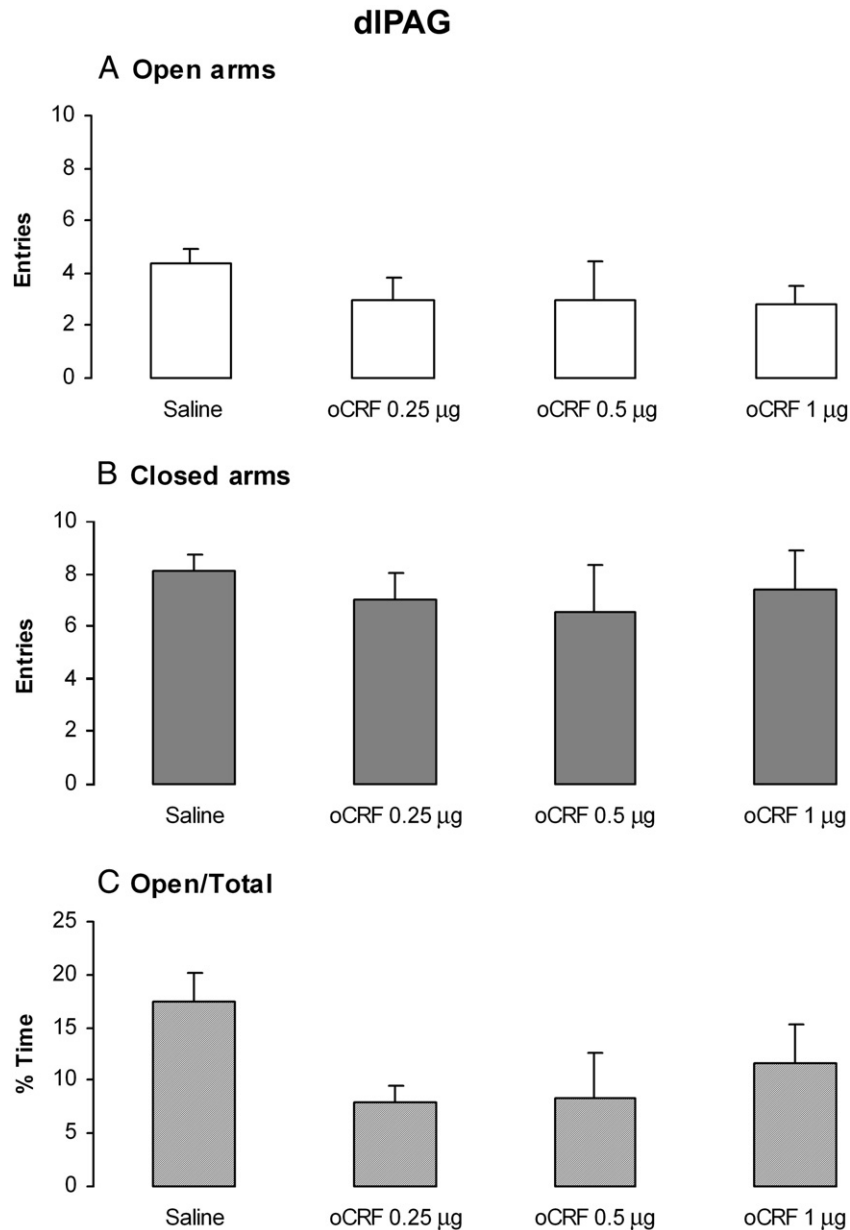 dlPAG
A Open arms
10
8
6
4
2
0
Entries
Saline
oCRF 0.25 µg
oCRF 0.5 µg
oCRF 1 µg
B Closed arms
10
8
6
4
2
0
Entries
Saline
oCRF 0.25 µg
oCRF 0.5 µg
oCRF 1 µg
C Open/Total
25
20
15
10
5
0
% Time
Saline
oCRF 0.25 µg
oCRF 0.5 µg
oCRF 1 µg